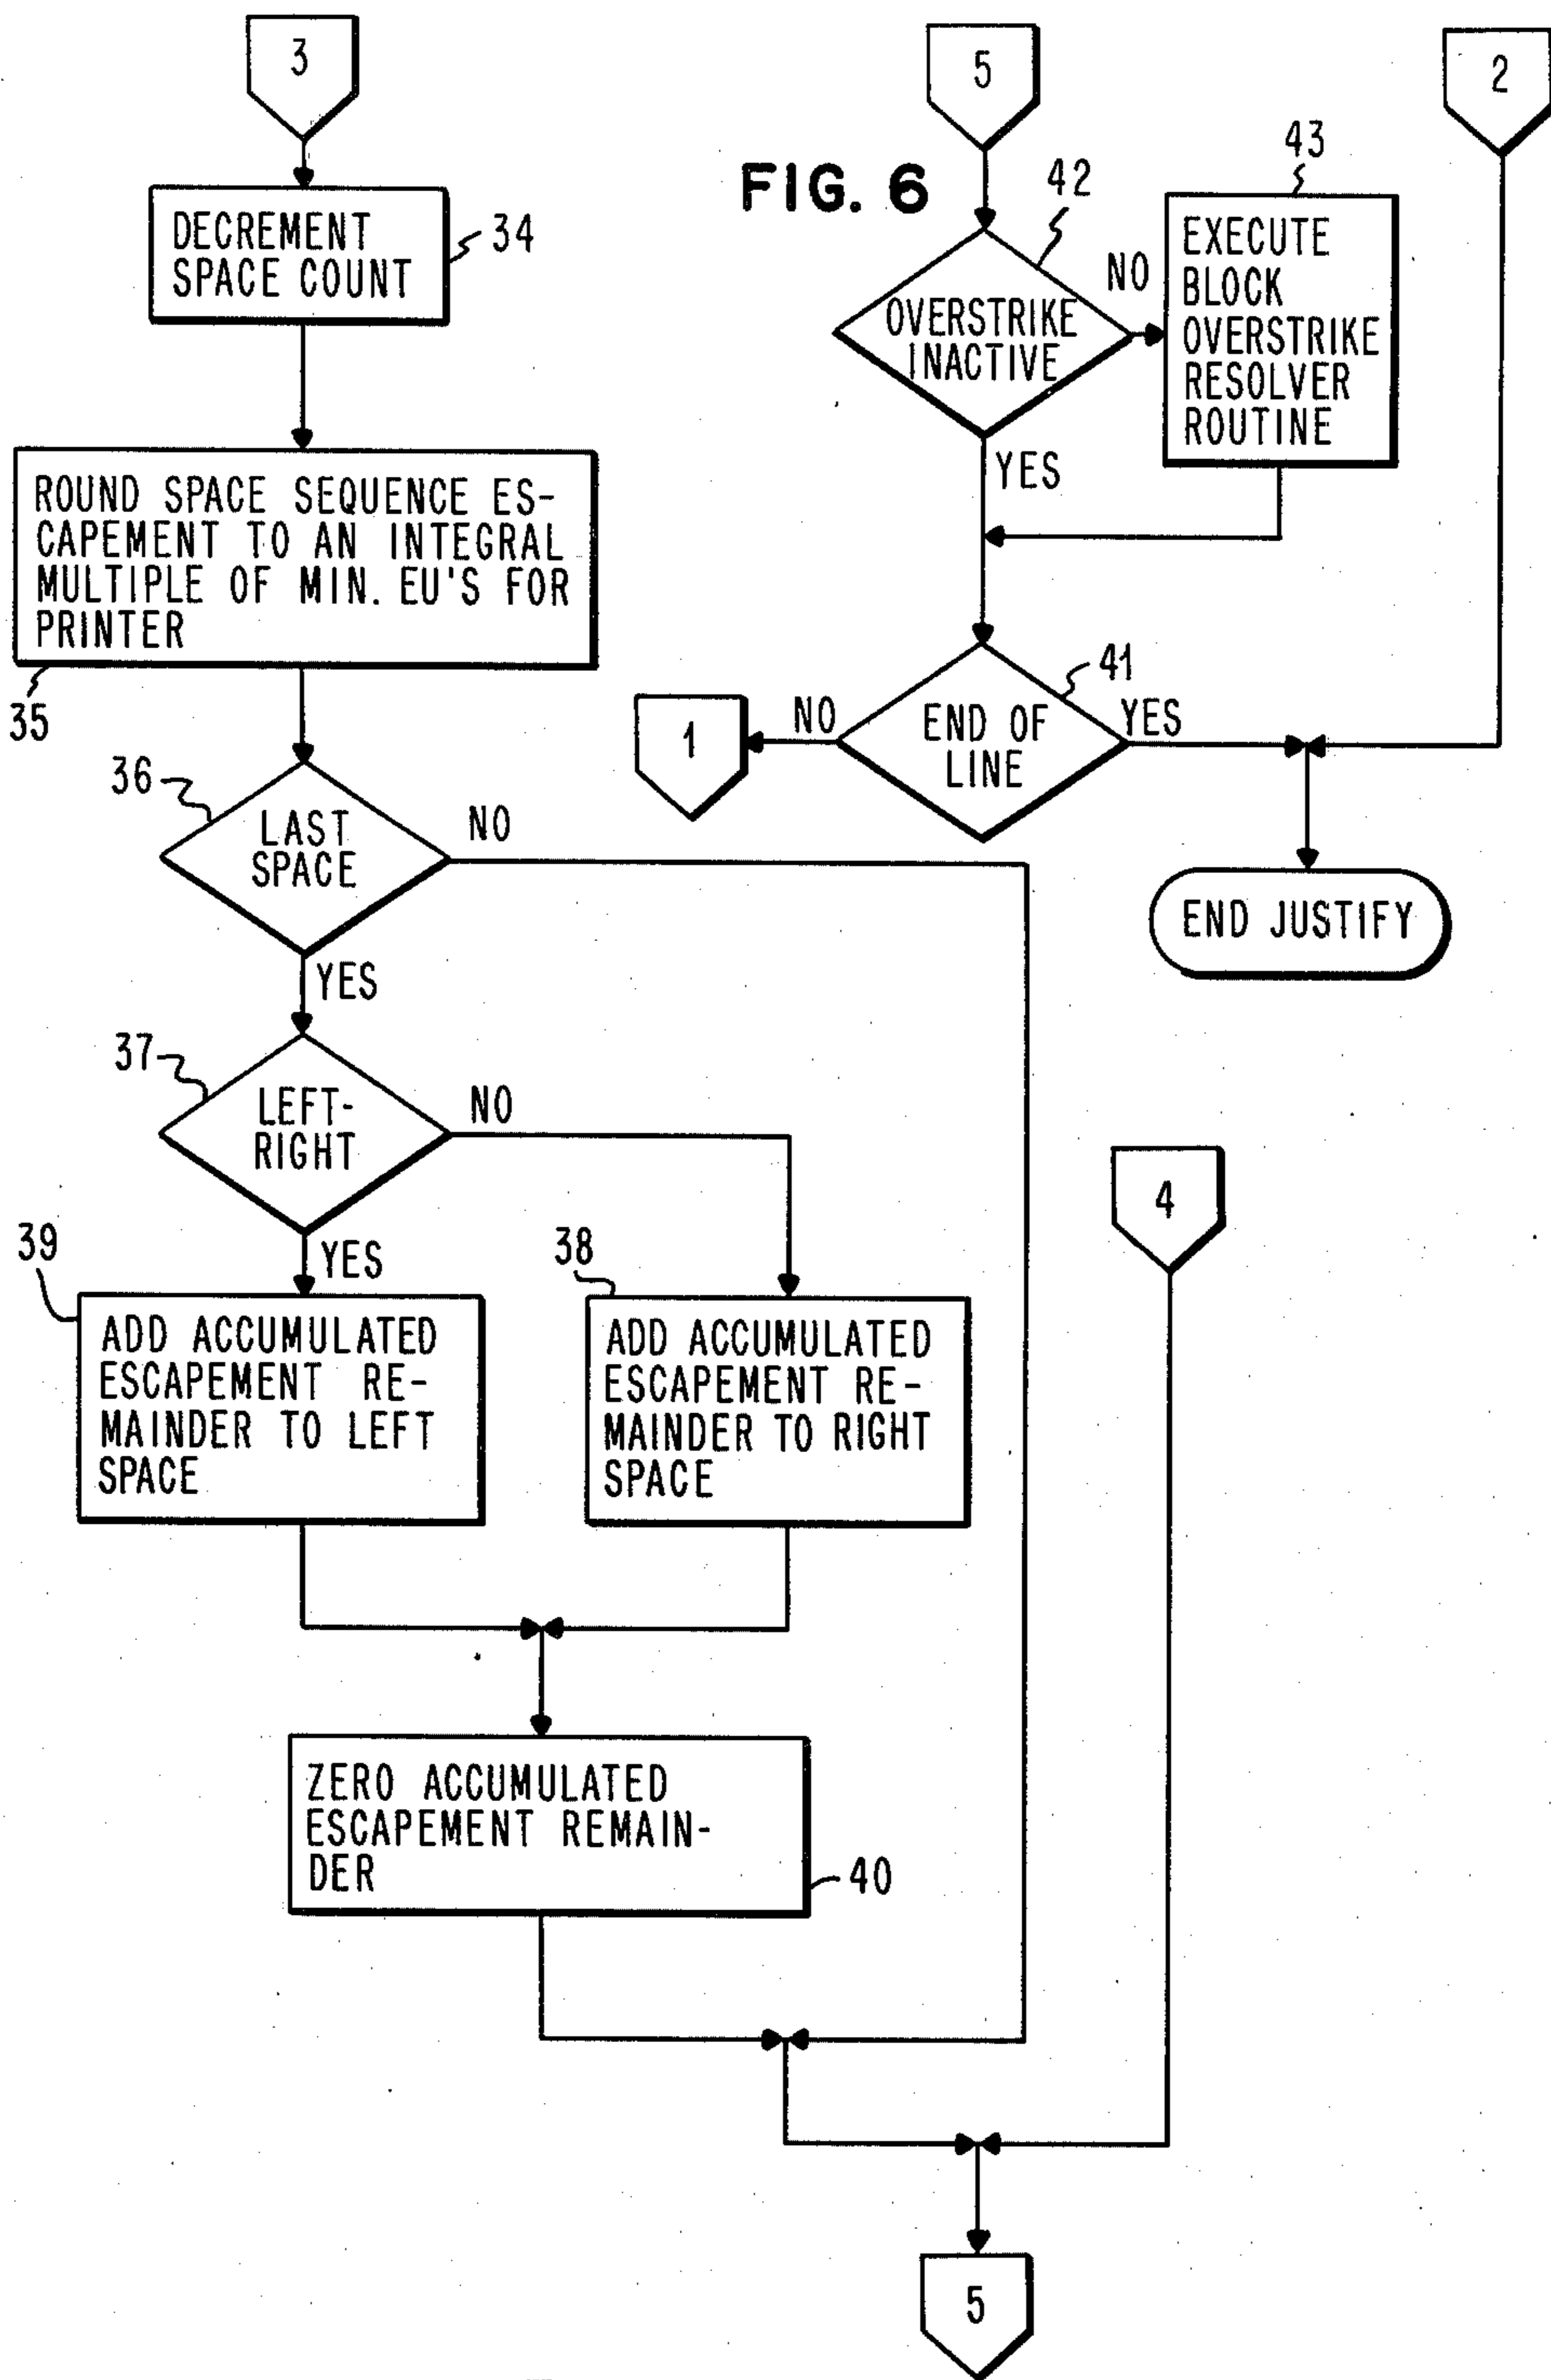 3
DECREMENT
SPACE COUNT
34
ROUND SPACE SEQUENCE ES-
CAPEMENT TO AN INTEGRAL
MULTIPLE OF MIN. EU'S FOR
PRINTER
35
36
LAST
SPACE
NO
YES
37
LEFT-
RIGHT
NO
YES
39
ADD ACCUMULATED
ESCAPEMENT RE-
MAINDER TO LEFT
SPACE
38
ADD ACCUMULATED
ESCAPEMENT RE-
MAINDER TO RIGHT
SPACE
ZERO ACCUMULATED
ESCAPEMENT REMAIN-
DER
40
5
FIG. 6
42
OVERSTRIKE
INACTIVE
NO
YES
43
EXECUTE
BLOCK
OVERSTRIKE
RESOLVER
ROUTINE
41
END OF
LINE
NO
YES
1
2
END JUSTIFY
4
5